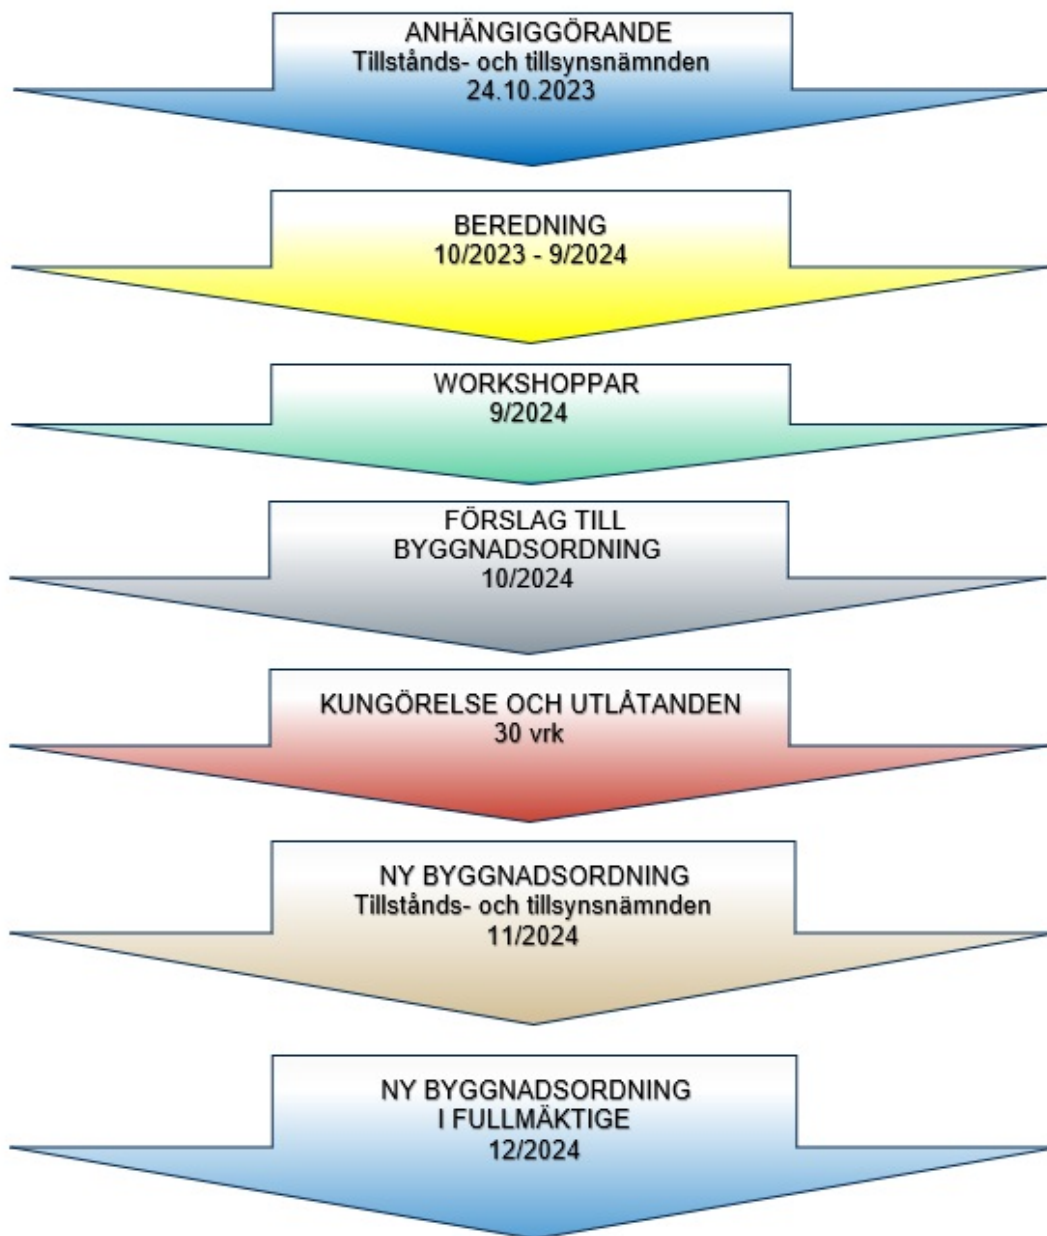 ANHÄNGIGGÖRANDE
Tillstånds- och tillsynsnämnden
24.10.2023
BEREDNING
10/2023 - 9/2024
WORKSHOPPAR
9/2024
FÖRSLAG TILL
BYGGNADSORDNING
10/2024
KUNGÖRELSE OCH UTLÅTANDEN
30 vrk
NY BYGGNADSORDNING
Tillstånds- och tillsynsnämnden
11/2024
NY BYGGNADSORDNING
I FULLMÄKTIGE
12/2024